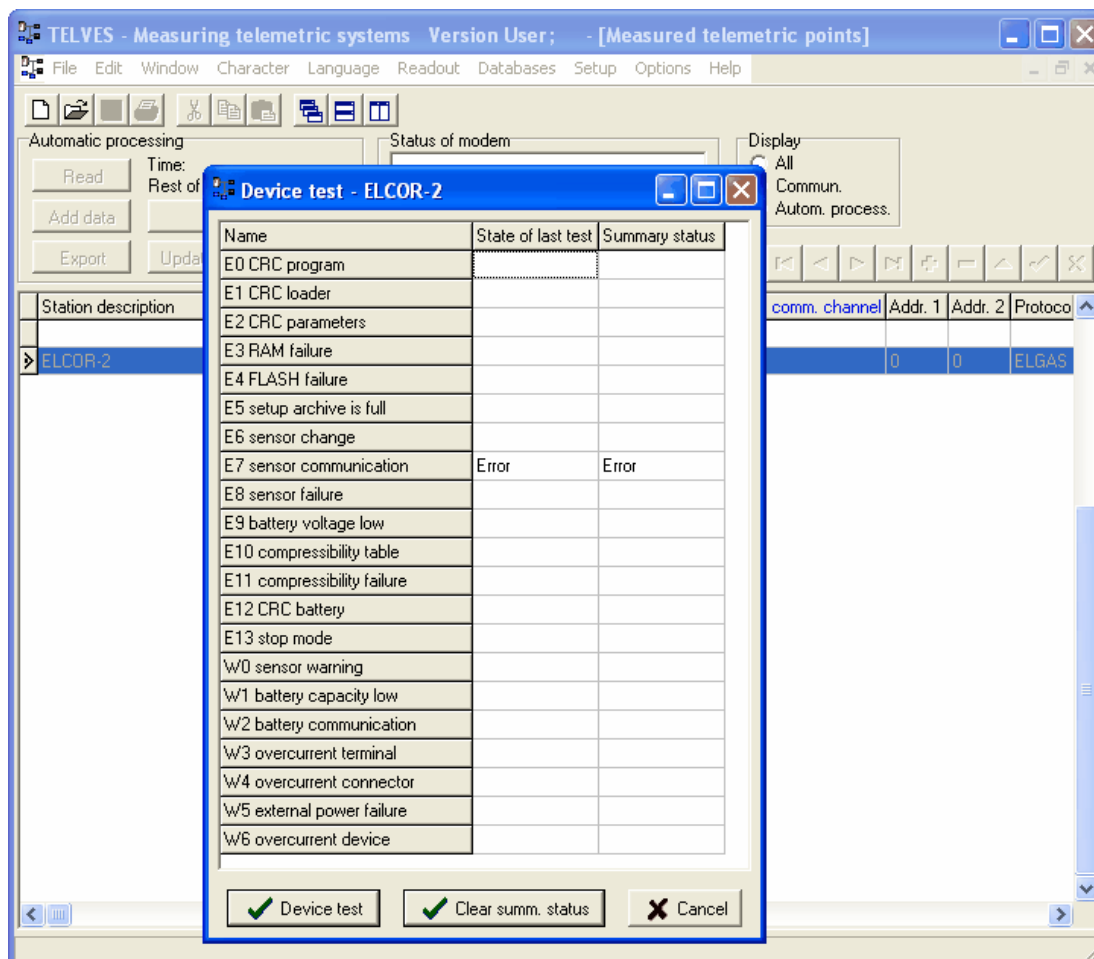 TELVES - Measuring telemetric systems Version User; - [Measured telemetric points]
File Edit Window Character Language Readout Databases Setup Options Help
Automatic processing
Status of modem
Display
Read
Time:
Rest of
All
Commun.
Autom. process.
Add data
Export
Device test - ELCOR-2
Station description
comm. channel Addr. 1 Addr. 2 Protoco
ELCOR-2 0 0 ELGAS
Name State of last test Summary status
E0 CRC program
E1 CRC loader
E2 CRC parameters
E3 RAM failure
E4 FLASH failure
E5 setup archive is full
E6 sensor change
E7 sensor communication Error Error
E8 sensor failure
E9 battery voltage low
E10 compressibility table
E11 compressibility failure
E12 CRC battery
E13 stop mode
W0 sensor warning
W1 battery capacity low
W2 battery communication
W3 overcurrent terminal
W4 overcurrent connector
W5 external power failure
W6 overcurrent device
Device test Clear summ. status Cancel